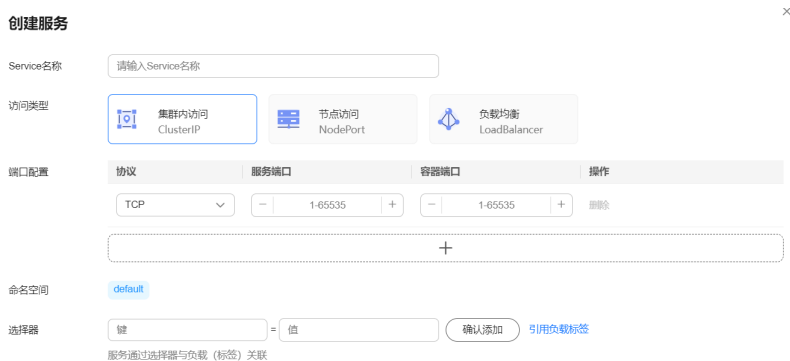 创建服务
Service名称 请输入Service名称
访问类型 集群内访问 ClusterIP 节点访问 NodePort 负载均衡 LoadBalancer
端口配置 协议 服务端口 容器端口 操作
TCP − 1-65535 + − 1-65535 + 删除
+
命名空间 default
选择器 键 = 值 确认添加 引用负载标签
服务通过选择器与负载（标签）关联